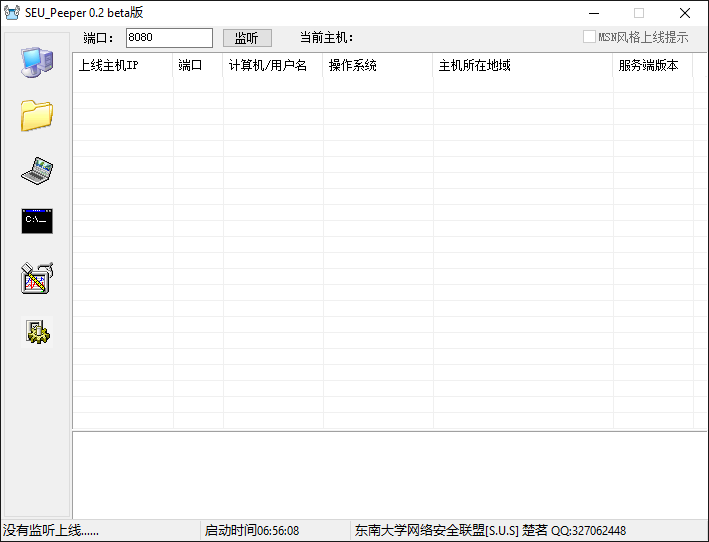 SEU_Peeper 0.2 beta版
端口： 8080 监听 当前主机： MSN风格上线提示
上线主机IP 端口 计算机/用户名 操作系统 主机所在地域 服务端版本
C:\
没有监听上线...... 启动时间06:56:08 东南大学网络安全联盟[S.U.S] 楚茗 QQ:327062448